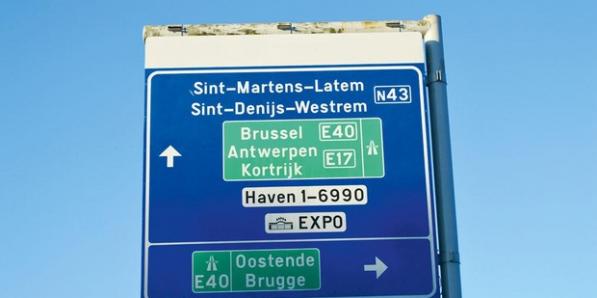 Sint-Martens-Latem
Sint-Denijs-Westrem N43
Brussel E40
Antwerpen E17
Kortrijk
Haven 1-6990
EXPO
Oostende
E40 Brugge